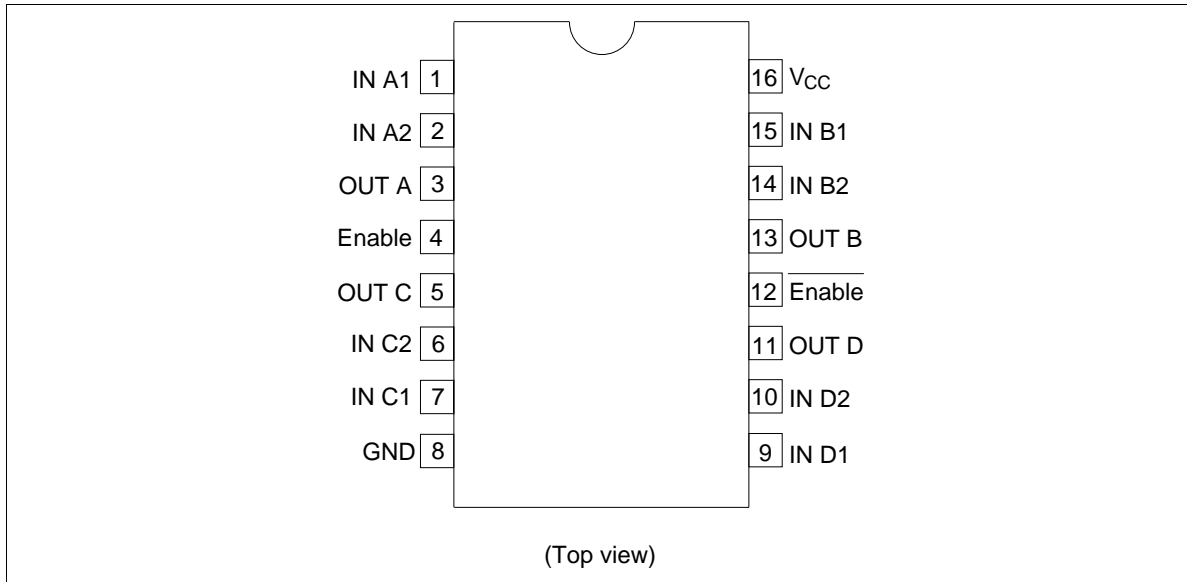 IN A1 1
IN A2 2
OUT A 3
Enable 4
OUT C 5
IN C2 6
IN C1 7
GND 8
16 VCC
15 IN B1
14 IN B2
13 OUT B
12 E̅n̅a̅b̅l̅e̅
11 OUT D
10 IN D2
9 IN D1
(Top view)